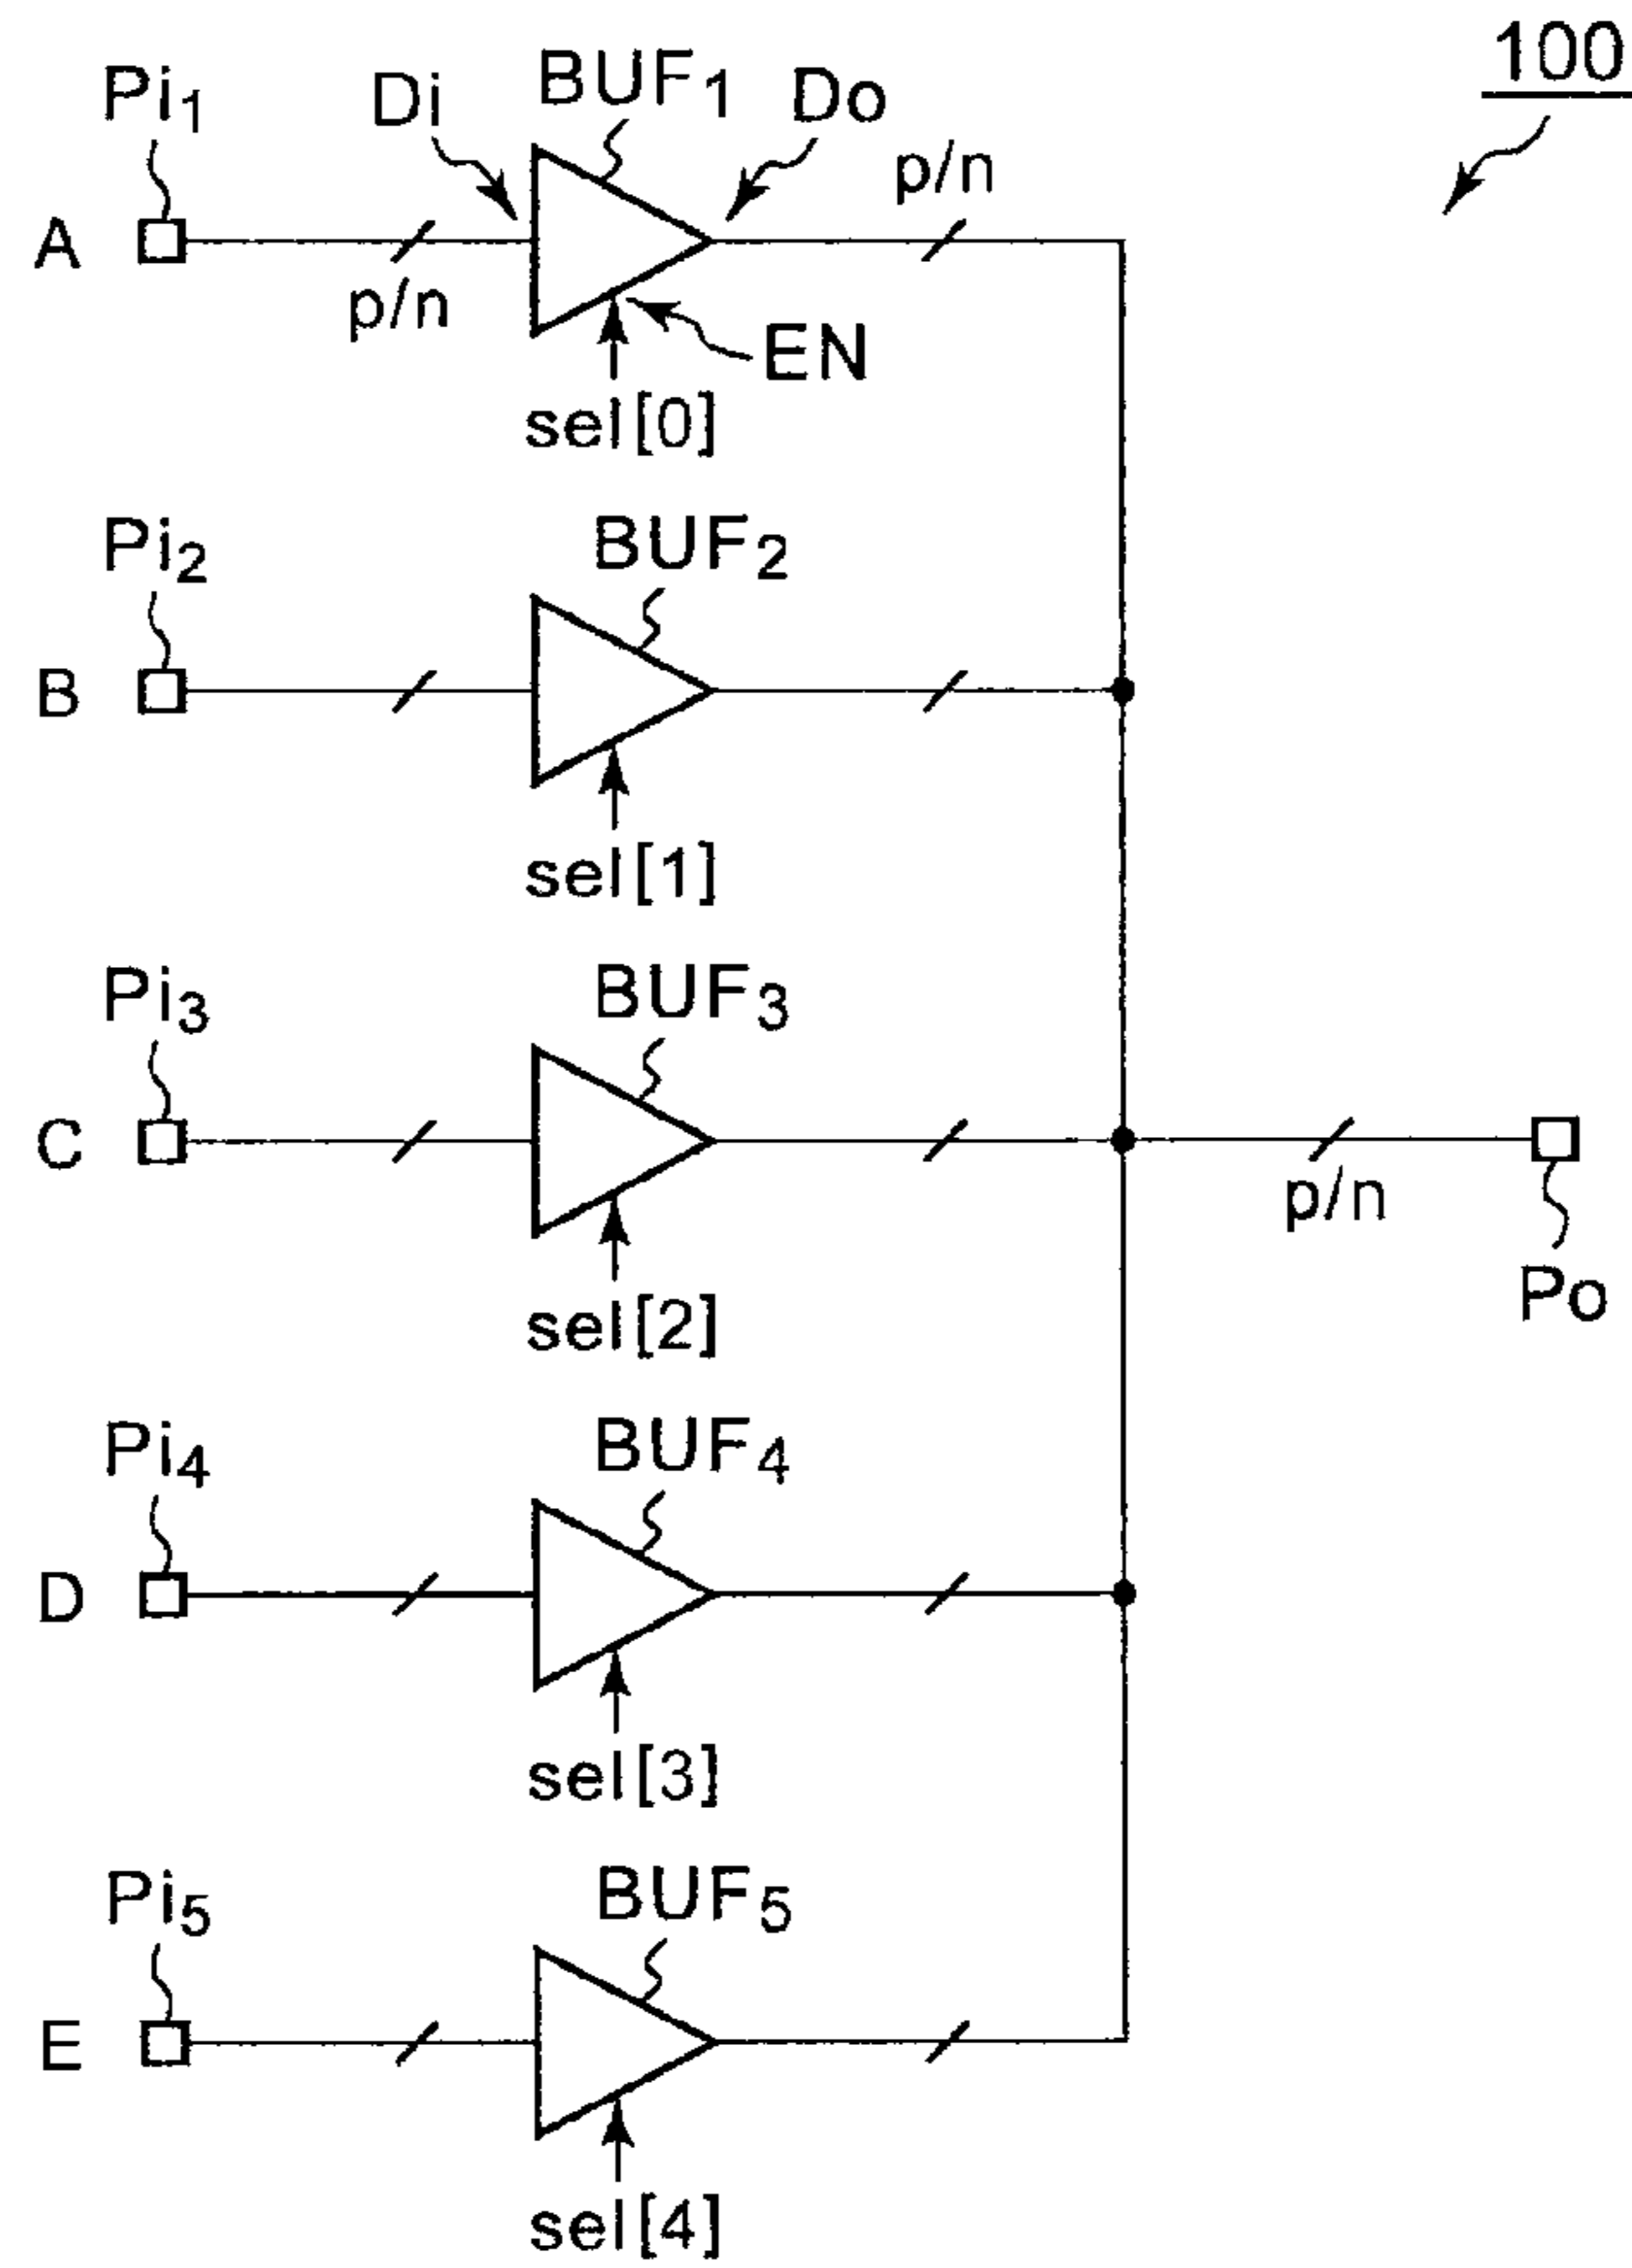 100
Pi1 Di BUF1 Do p/n
A
p/n
EN
sel[0]
Pi2 BUF2
B
sel[1]
Pi3 BUF3
C
p/n
sel[2]
Po
Pi4 BUF4
D
sel[3]
Pi5 BUF5
E
sel[4]